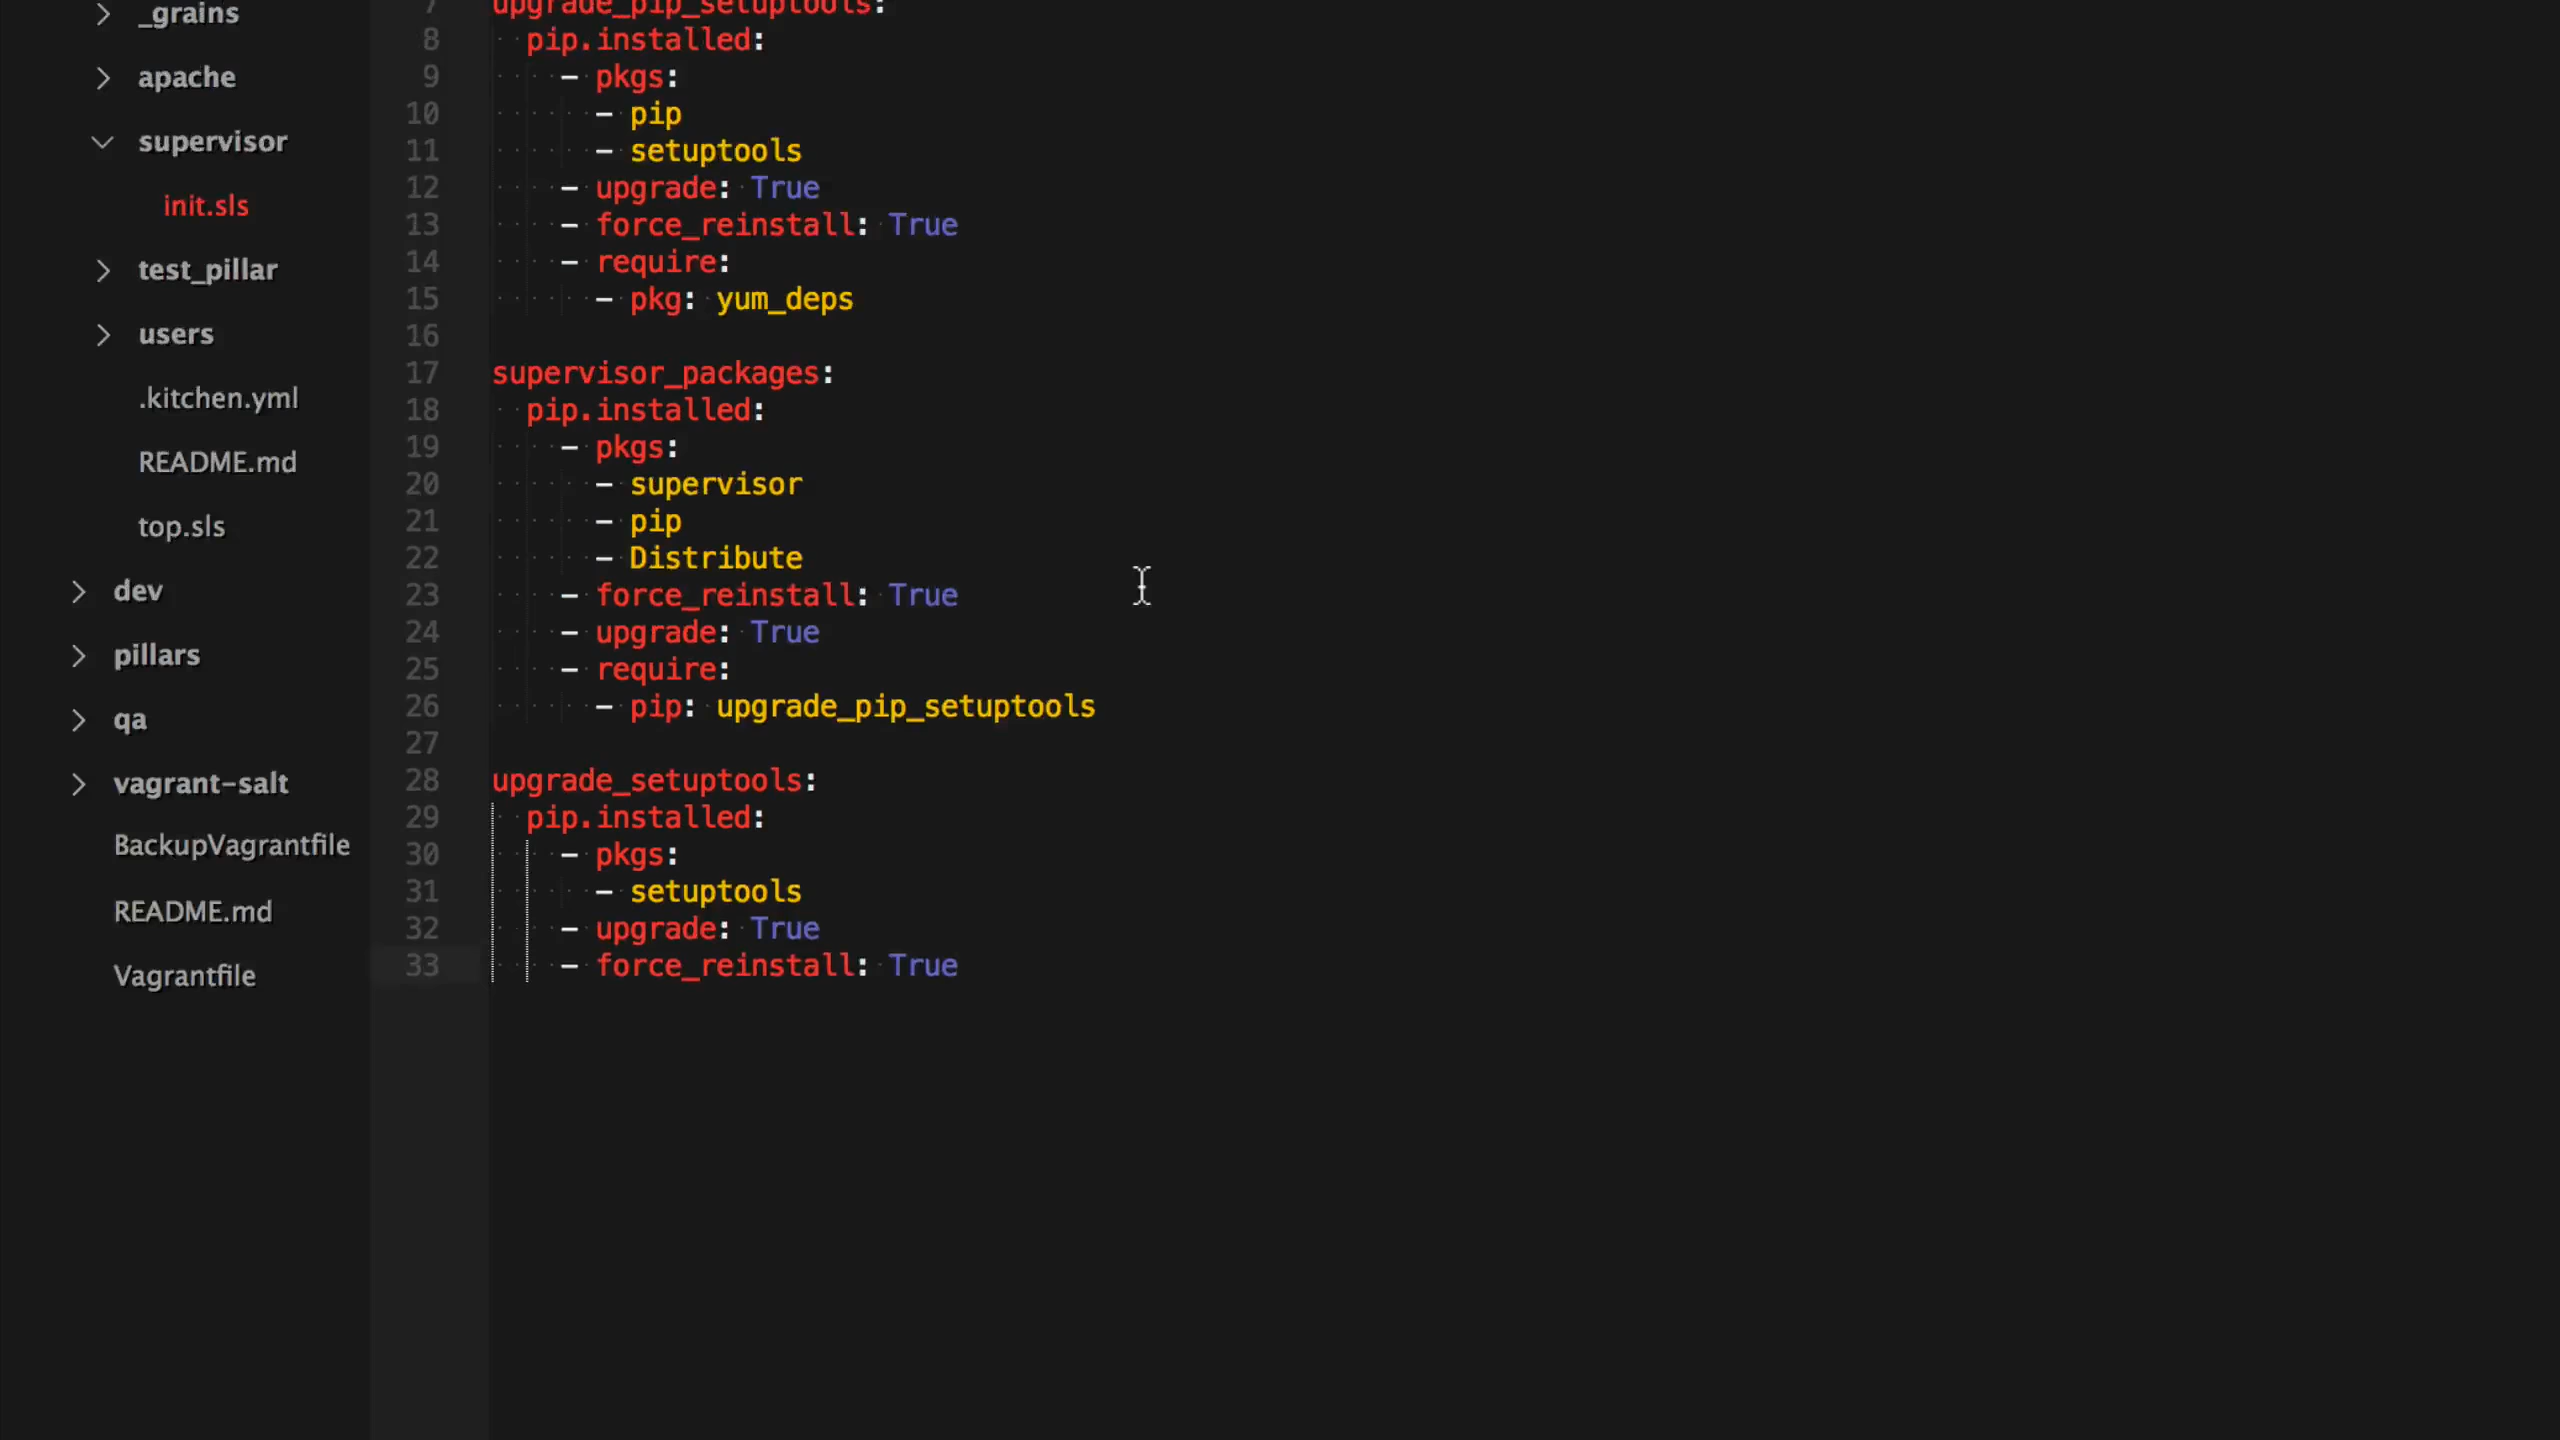 _grains
apache
supervisor
init.sls
test_pillar
users
.kitchen.yml
README.md
top.sls
dev
pillars
qa
vagrant-salt
BackupVagrantfile
README.md
Vagrantfile
7 upgrade_pip_setuptools:
8 pip.installed:
9 - pkgs:
10 - pip
11 - setuptools
12 - upgrade: True
13 - force_reinstall: True
14 - require:
15 - pkg: yum_deps
16
17 supervisor_packages:
18 pip.installed:
19 - pkgs:
20 - supervisor
21 - pip
22 - Distribute
23 - force_reinstall: True
24 - upgrade: True
25 - require:
26 - pip: upgrade_pip_setuptools
27
28 upgrade_setuptools:
29 pip.installed:
30 - pkgs:
31 - setuptools
32 - upgrade: True
33 - force_reinstall: True